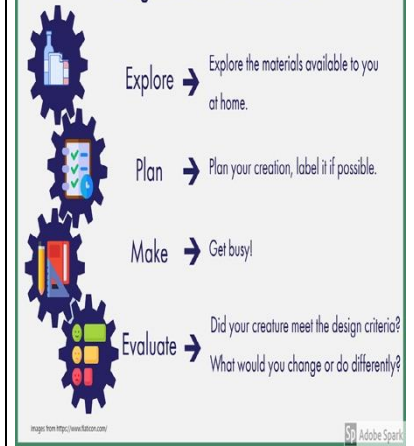 Explore → Explore the materials available to you
at home.
Plan → Plan your creation, label it if possible.
Make → Get busy!
Evaluate → Did your creature meet the design criteria?
What would you change or do differently?
Images from https://www.flaticon.com/
Sp Adobe Spark